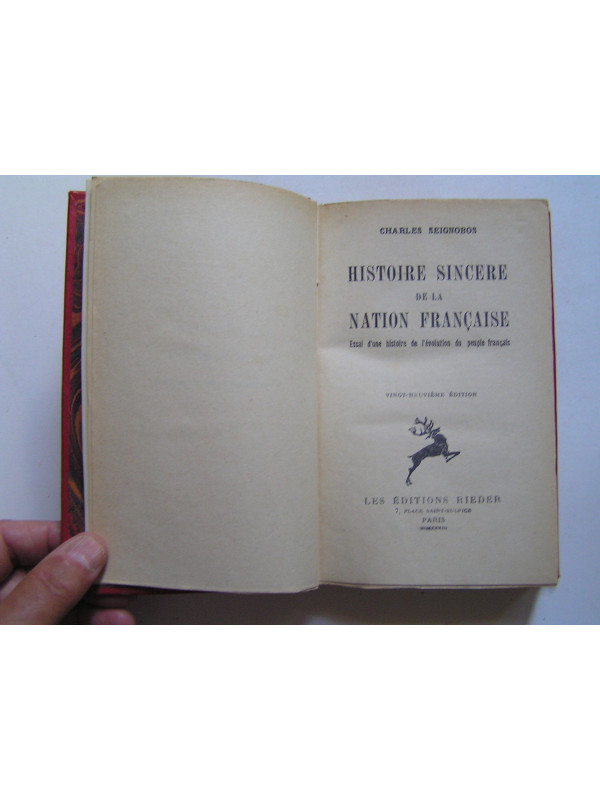 CHARLES SEIGNOBOS
HISTOIRE SINCERE
DE LA
NATION FRANÇAISE
Essai d'une histoire de l'évolution du peuple français
VINGT-NEUVIÈME ÉDITION
LES ÉDITIONS RIEDER
7, PLACE SAINT-SULPICE
PARIS